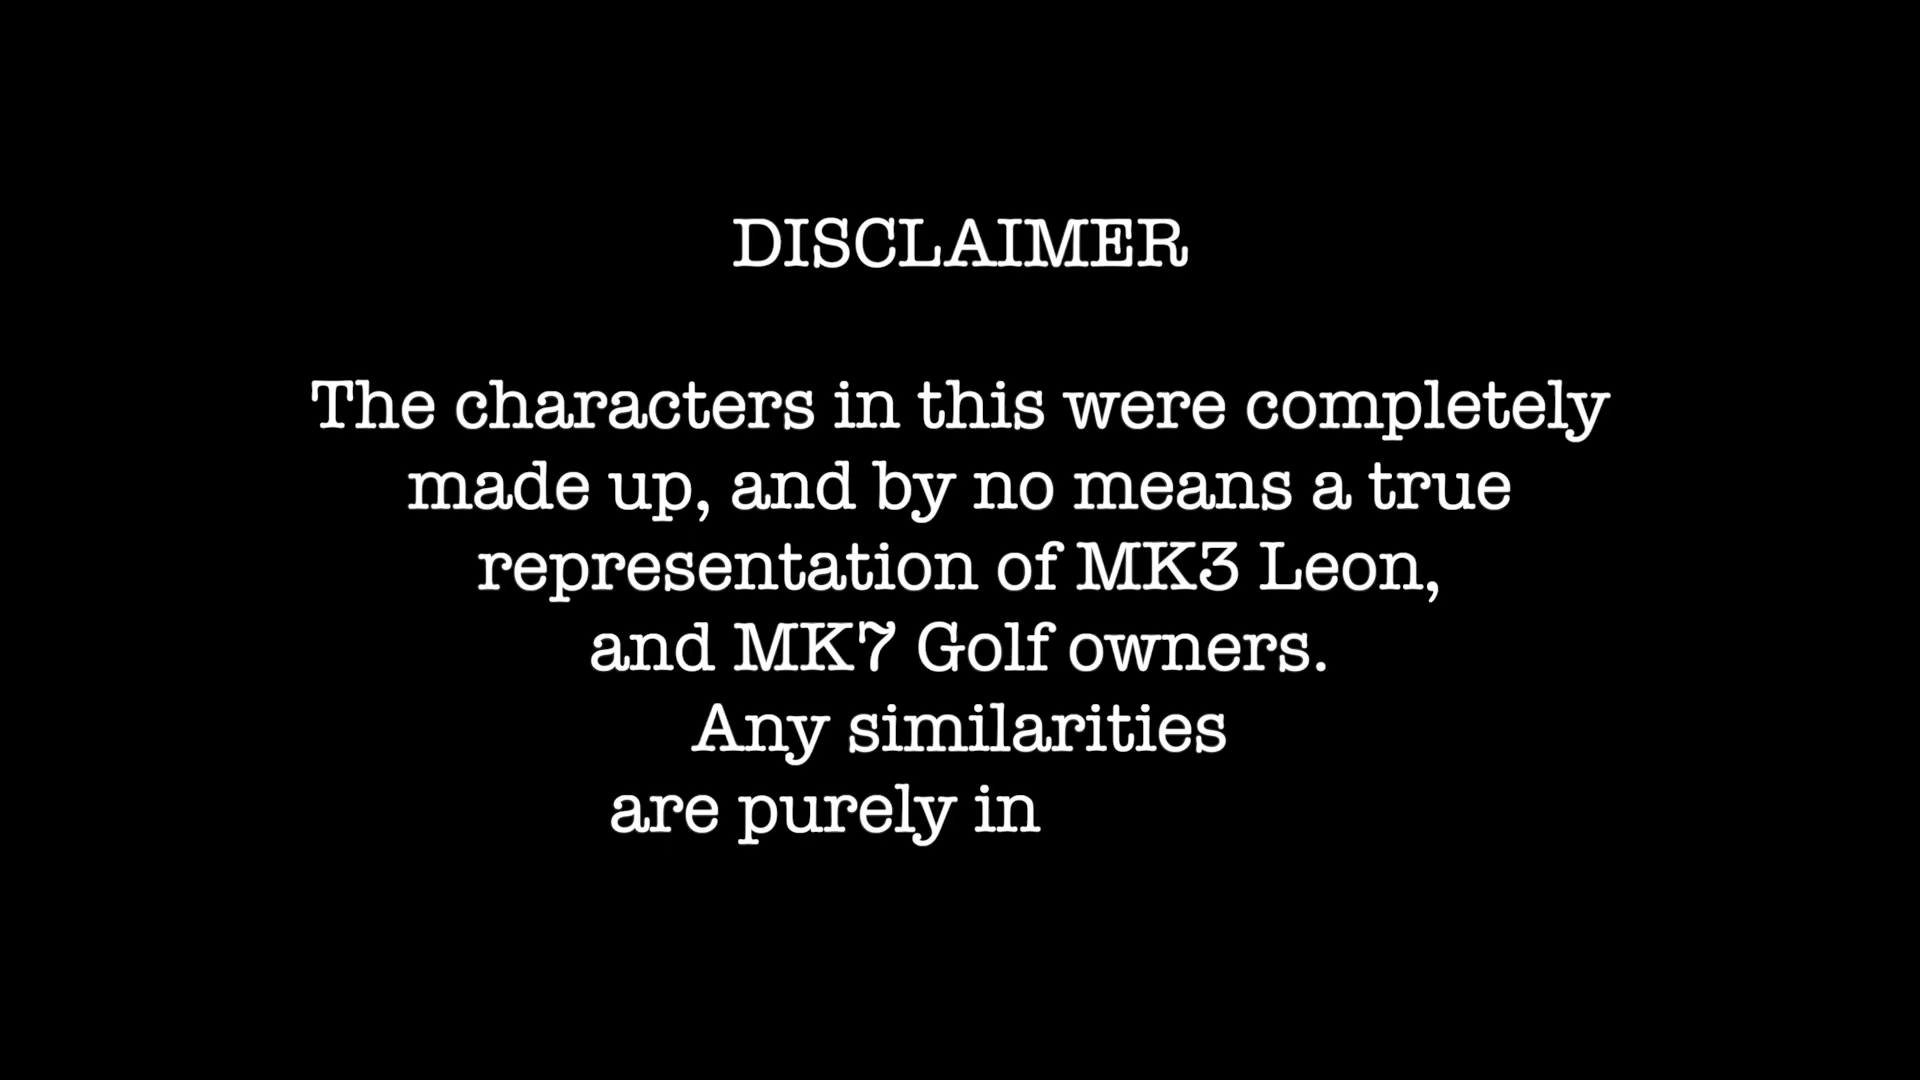 DISCLAIMER
The characters in this were completely
made up, and by no means a true
representation of MK3 Leon,
and MK7 Golf owners.
Any similarities
are purely in